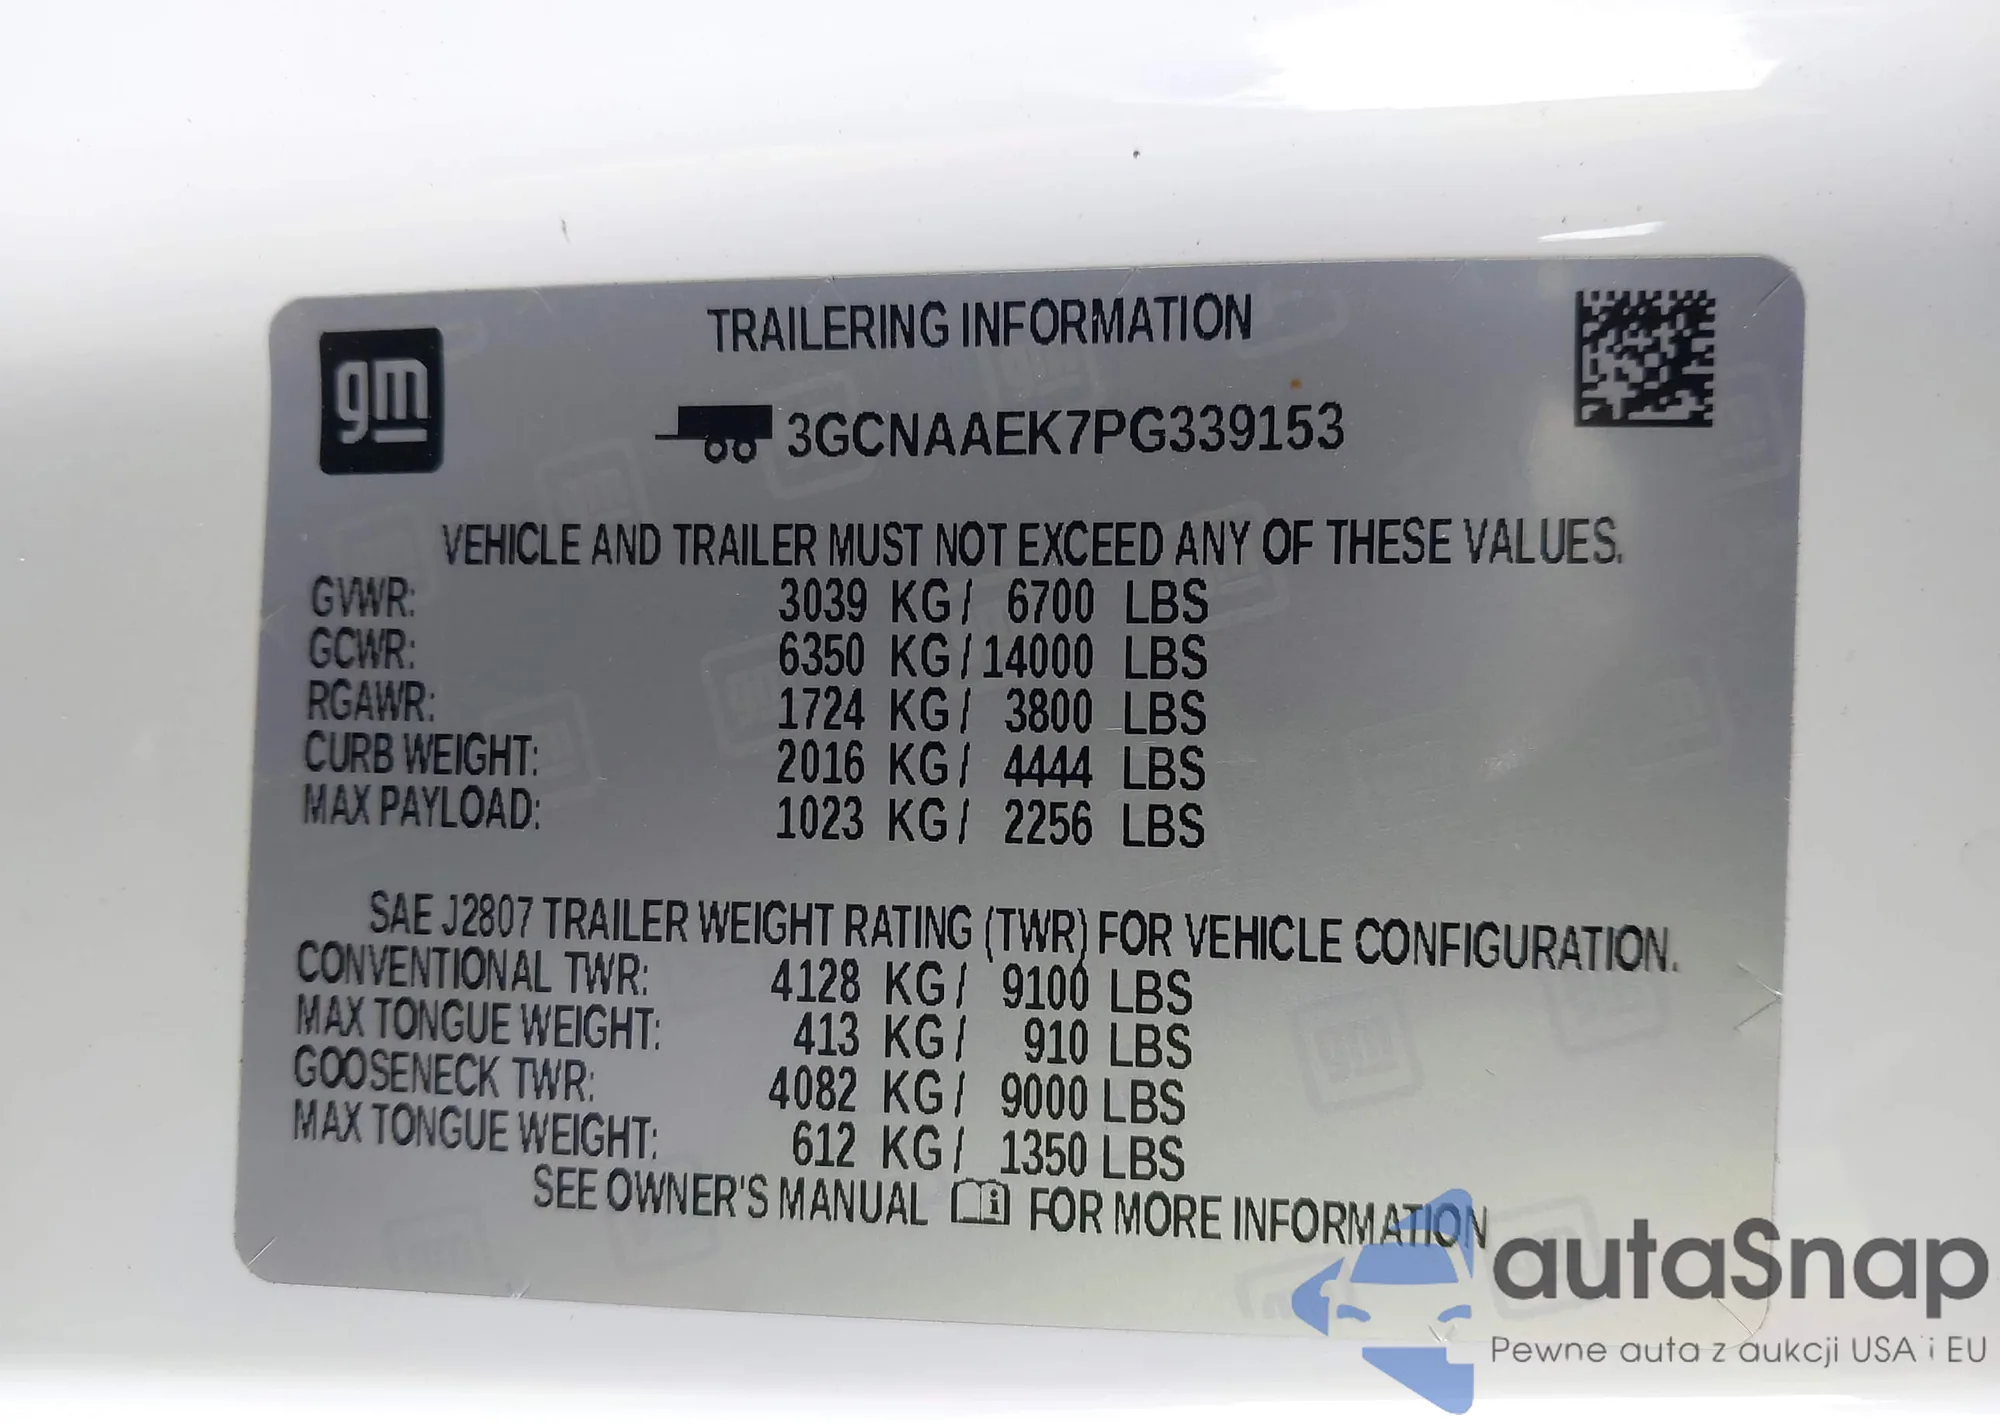 gm
TRAILERING INFORMATION
3GCNAAEK7PG339153
VEHICLE AND TRAILER MUST NOT EXCEED ANY OF THESE VALUES.
GVWR: 3039 KG/ 6700 LBS
GCWR: 6350 KG/14000 LBS
RGAWR: 1724 KG/ 3800 LBS
CURB WEIGHT: 2016 KG/ 4444 LBS
MAX PAYLOAD: 1023 KG/ 2256 LBS
SAE J2807 TRAILER WEIGHT RATING (TWR) FOR VEHICLE CONFIGURATION.
CONVENTIONAL TWR: 4128 KG/ 9100 LBS
MAX TONGUE WEIGHT: 413 KG/ 910 LBS
GOOSENECK TWR: 4082 KG/ 9000 LBS
MAX TONGUE WEIGHT: 612 KG/ 1350 LBS
SEE OWNER'S MANUAL FOR MORE INFORMATION
autaSnap
Pewne auta z aukcji USA i EU